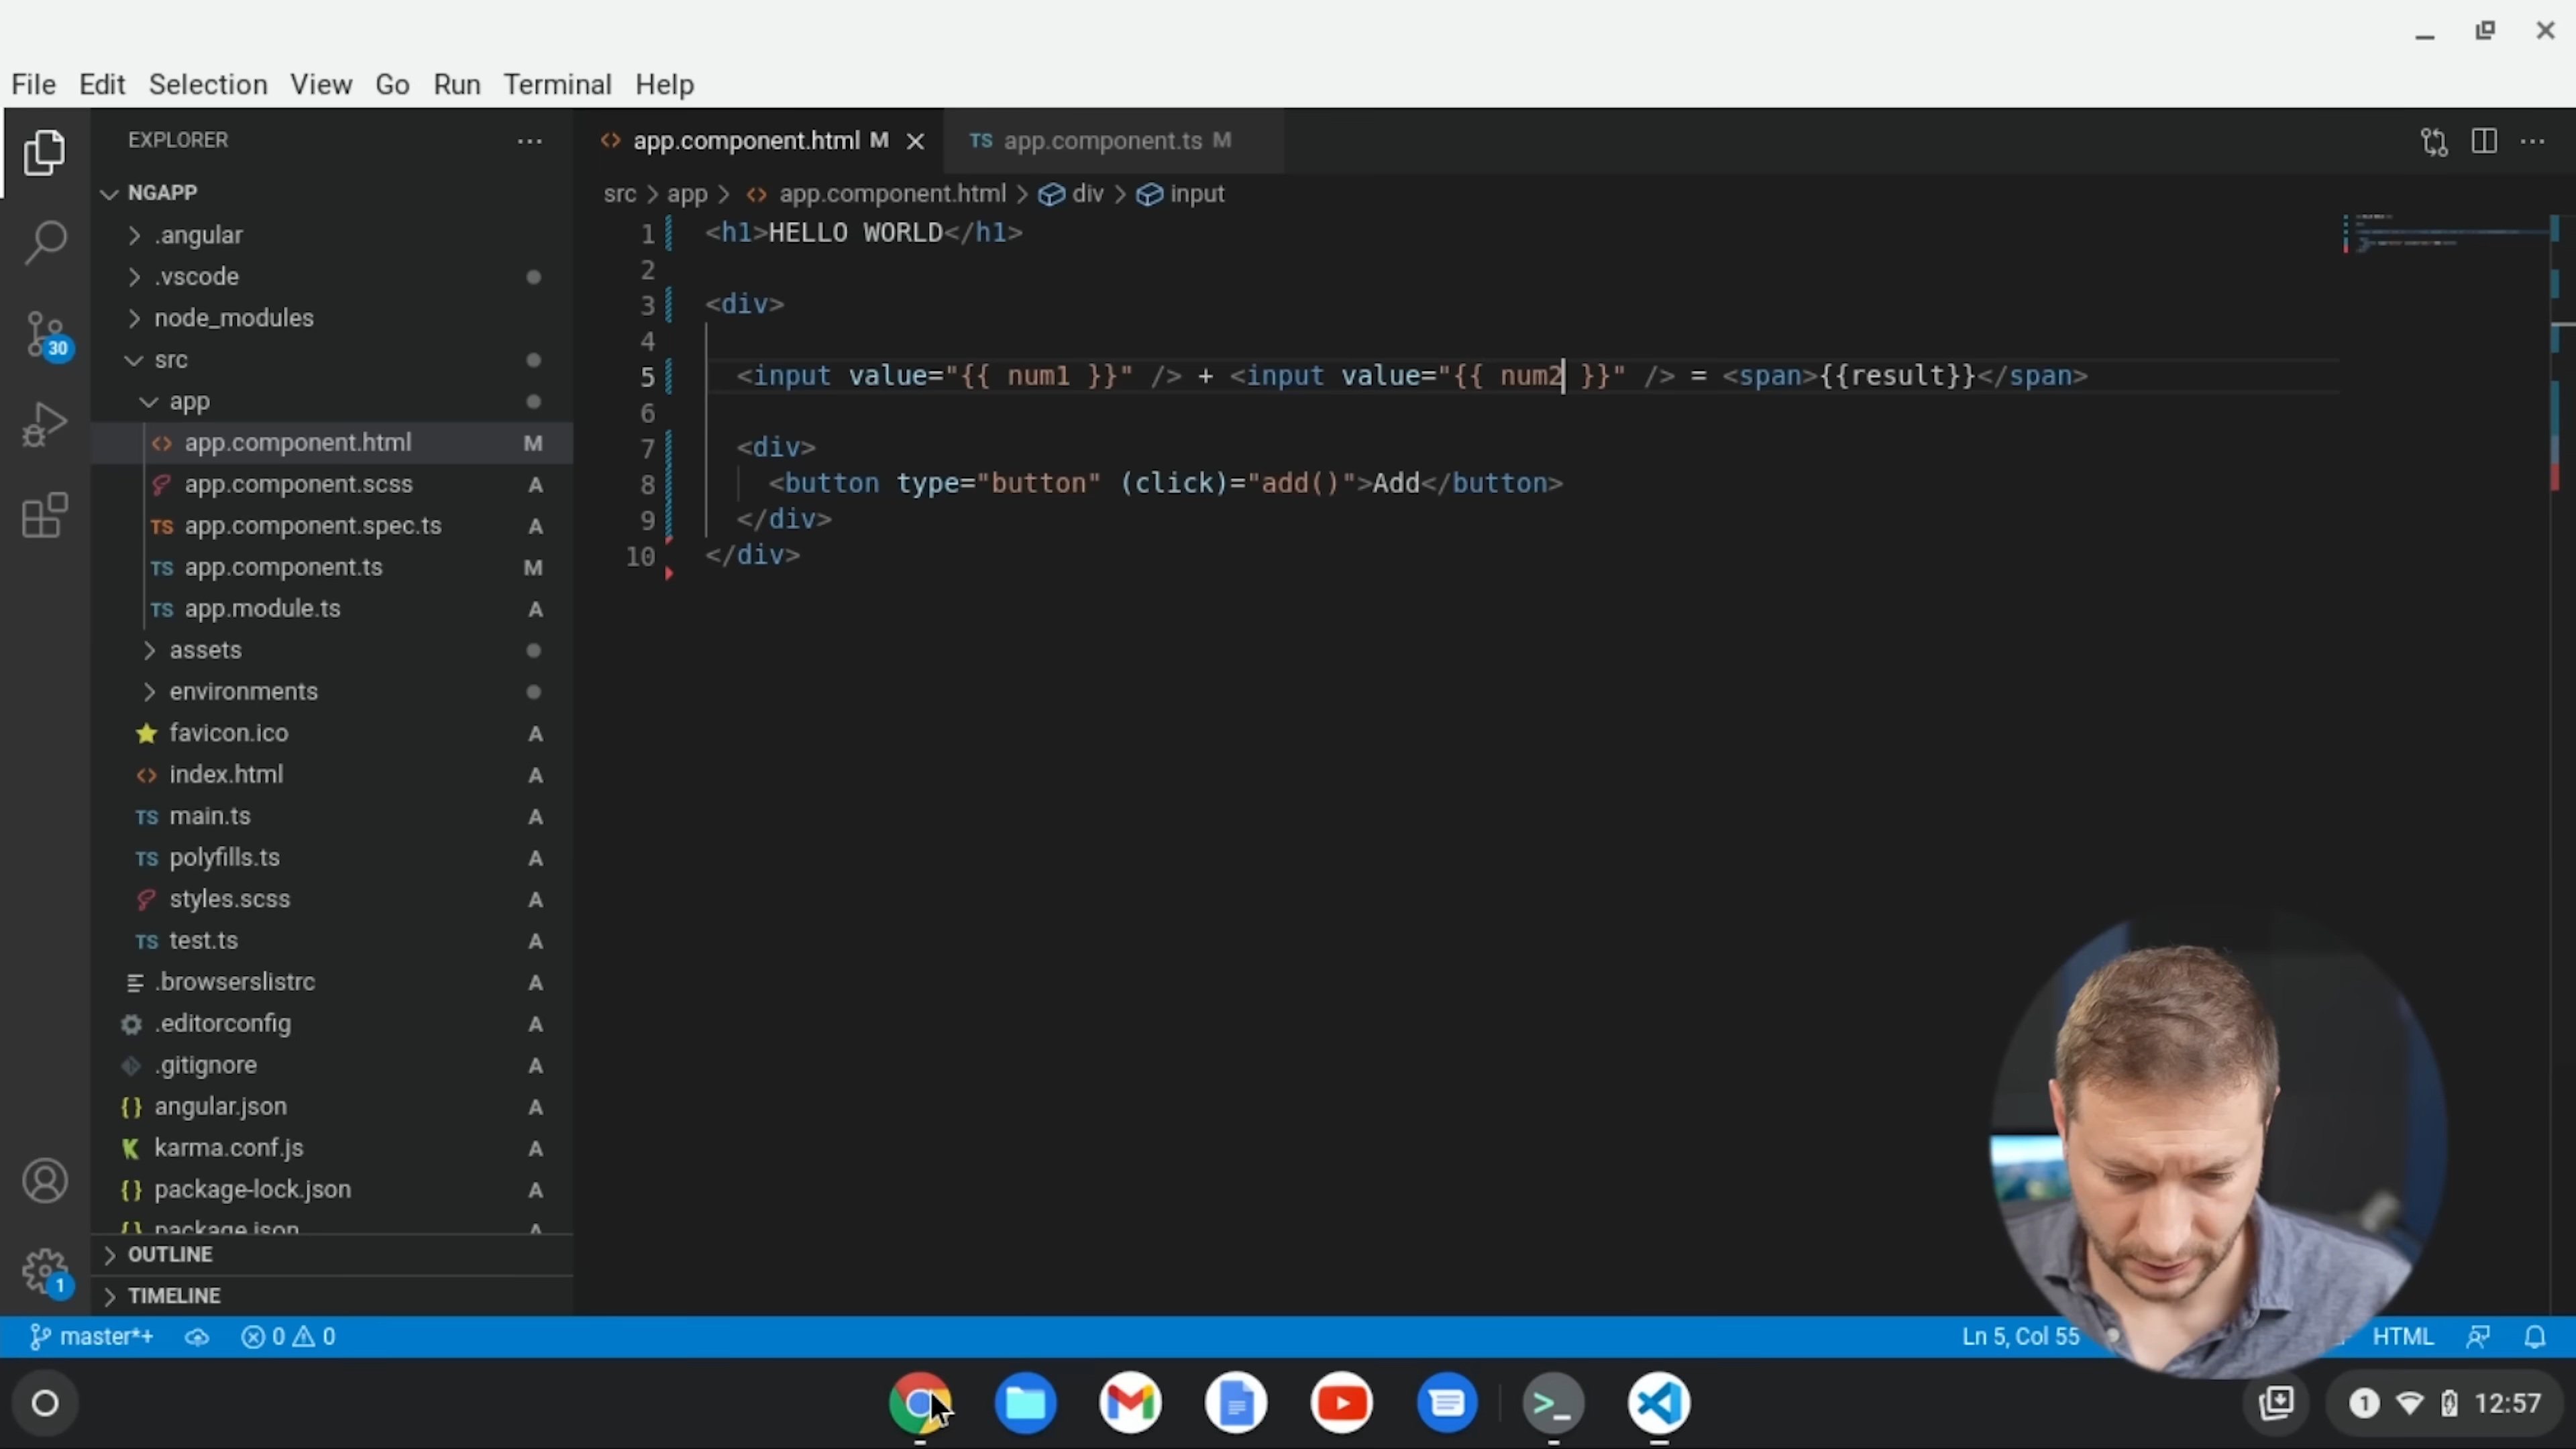 File Edit Selection View Go Run Terminal Help
EXPLORER
NGAPP
.angular
.vscode
node_modules
src
app
app.component.html M
app.component.scss A
app.component.spec.ts A
app.component.ts M
app.module.ts A
assets
environments
favicon.ico A
index.html A
main.ts A
polyfills.ts A
styles.scss A
test.ts A
.browserslistrc A
.editorconfig A
.gitignore A
angular.json A
karma.conf.js A
package-lock.json A
package.json A
OUTLINE
TIMELINE
30
1
app.component.html M
TS app.component.ts M
src > app > <> app.component.html > div > input
1 <h1>HELLO WORLD</h1>
2
3 <div>
4
5 <input value="{{ num1 }}" /> + <input value="{{ num2 }}" /> = <span>{{result}}</span>
6
7 <div>
8 <button type="button" (click)="add()">Add</button>
9 </div>
10 </div>
master*+ 0 0
Ln 5, Col 55
HTML
1 12:57